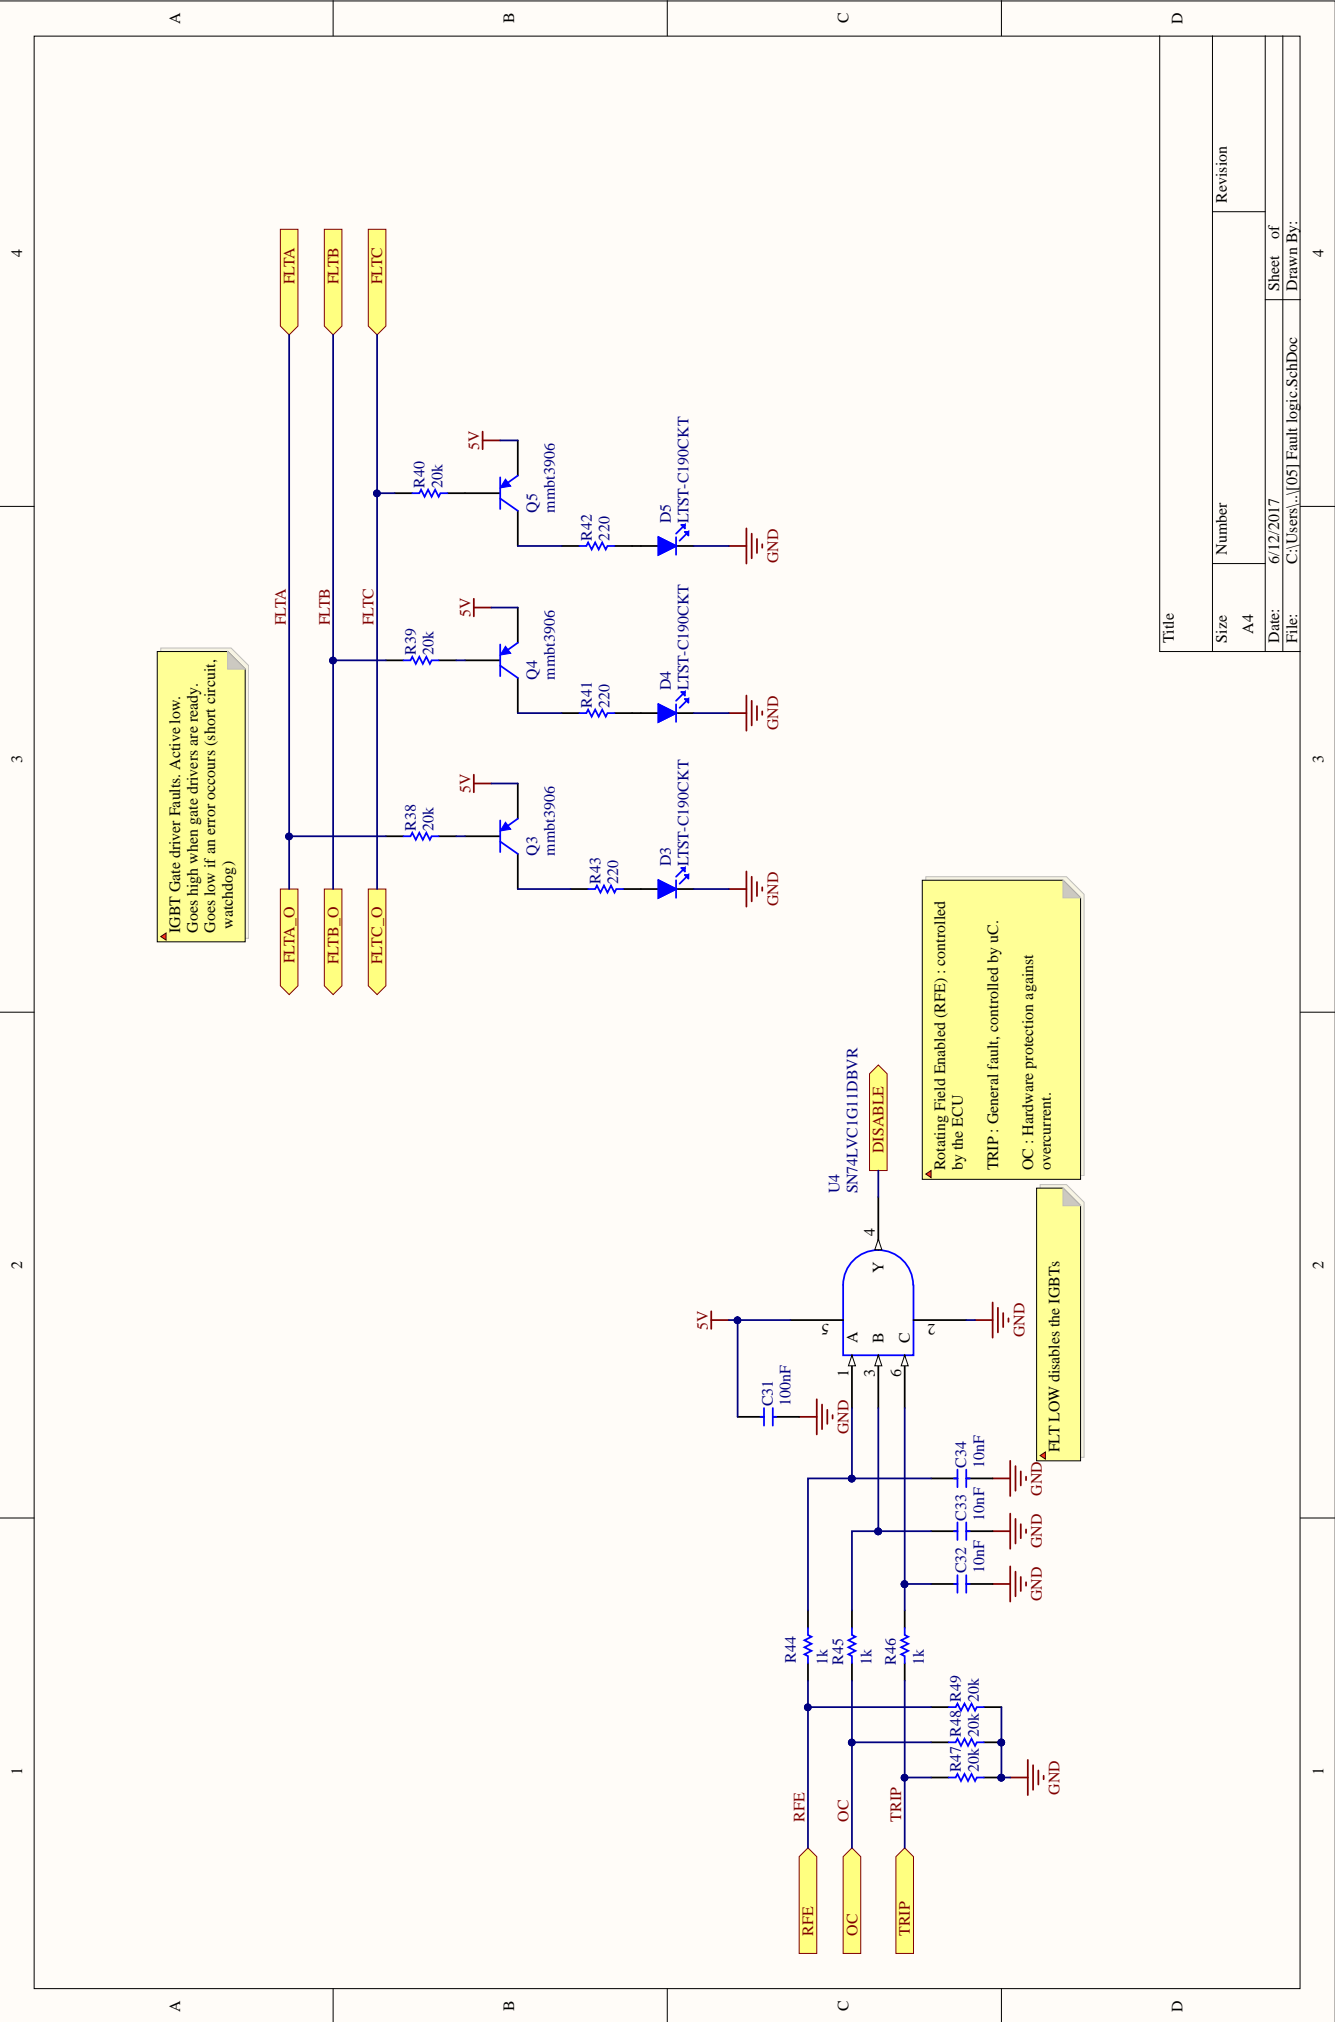 1
2
3
4
A
A
B
B
C
C
D
D
IGBT Gate driver Faults. Active low.
Goes high when gate drivers are ready.
Goes low if an error occours (short circuit,
watchdog)
FLTA_O
FLTA
FLTA
FLTB_O
FLTB
FLTB
FLTC_O
FLTC
FLTC
R38
20k
R39
20k
R40
20k
5V
5V
5V
Q3
mmbt3906
Q4
mmbt3906
Q5
mmbt3906
R43
220
R41
220
R42
220
D3
LTST-C190CKT
D4
LTST-C190CKT
D5
LTST-C190CKT
GND
GND
GND
5V
C31
100nF
GND
RFE
RFE
R44
1k
OC
OC
R45
1k
TRIP
TRIP
R46
1k
1
3
6
A
B
C
5
2
Y
4
U4
SN74LVC1G11DBVR
DISABLE
R47
20k
R48
20k
R49
20k
GND
C32
10nF
C33
10nF
C34
10nF
GND
GND
GND
GND
Rotating Field Enabled (RFE) : controlled
by the ECU
TRIP : General fault, controlled by uC.
OC : Hardware protection against
overcurrent.
FLT LOW disables the IGBTs
Title
Size
Number
Revision
A4
Date:
6/12/2017
Sheet of
File:
C:\Users\..\[05] Fault logic.SchDoc
Drawn By:
1
2
3
4